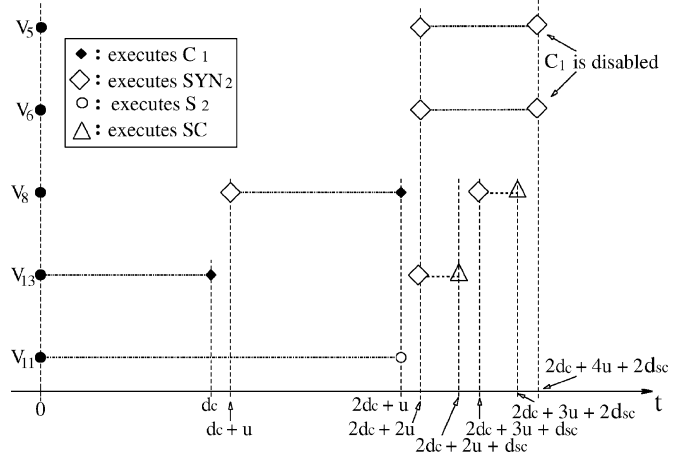 V5
: executes C1
: executes SYN2
: executes S2
: executes SC
C1 is disabled
V6
V8
V13
V11
2dc + 4u + 2dsc
0
dc
2dc + u
t
dc + u
2dc + 2u
2dc + 3u + dsc
2dc + 3u + 2dsc
2dc + 2u + dsc